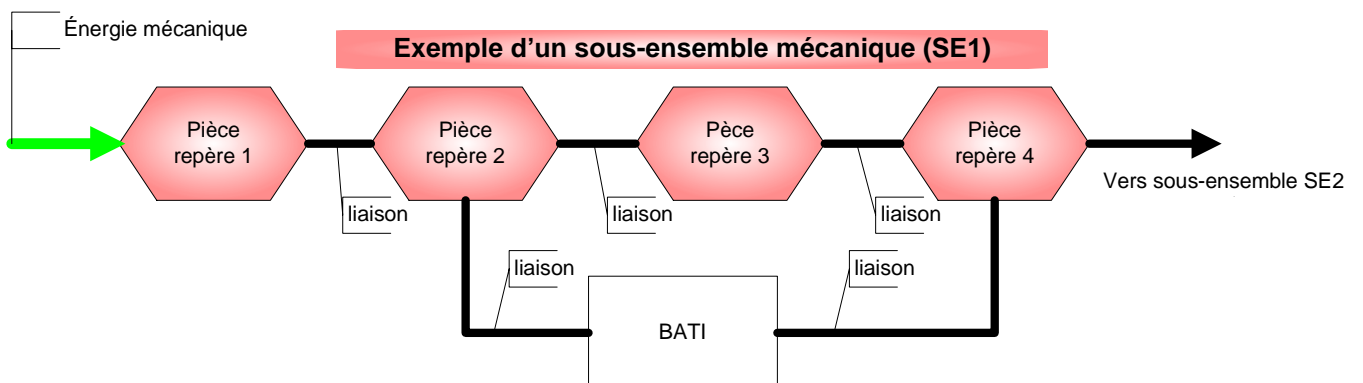 Énergie mécanique
Exemple d'un sous-ensemble mécanique (SE1)
Pièce
repère 1
Pièce
repère 2
Pèce
repère 3
Pièce
repère 4
Vers sous-ensemble SE2
liaison
liaison
liaison
liaison
liaison
BATI